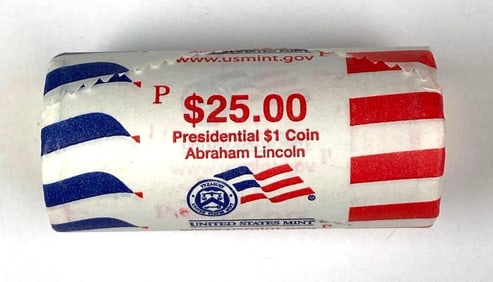 www.usmint.gov
P $25.00
Presidential $1 Coin
Abraham Lincoln
UNITED STATES MINT